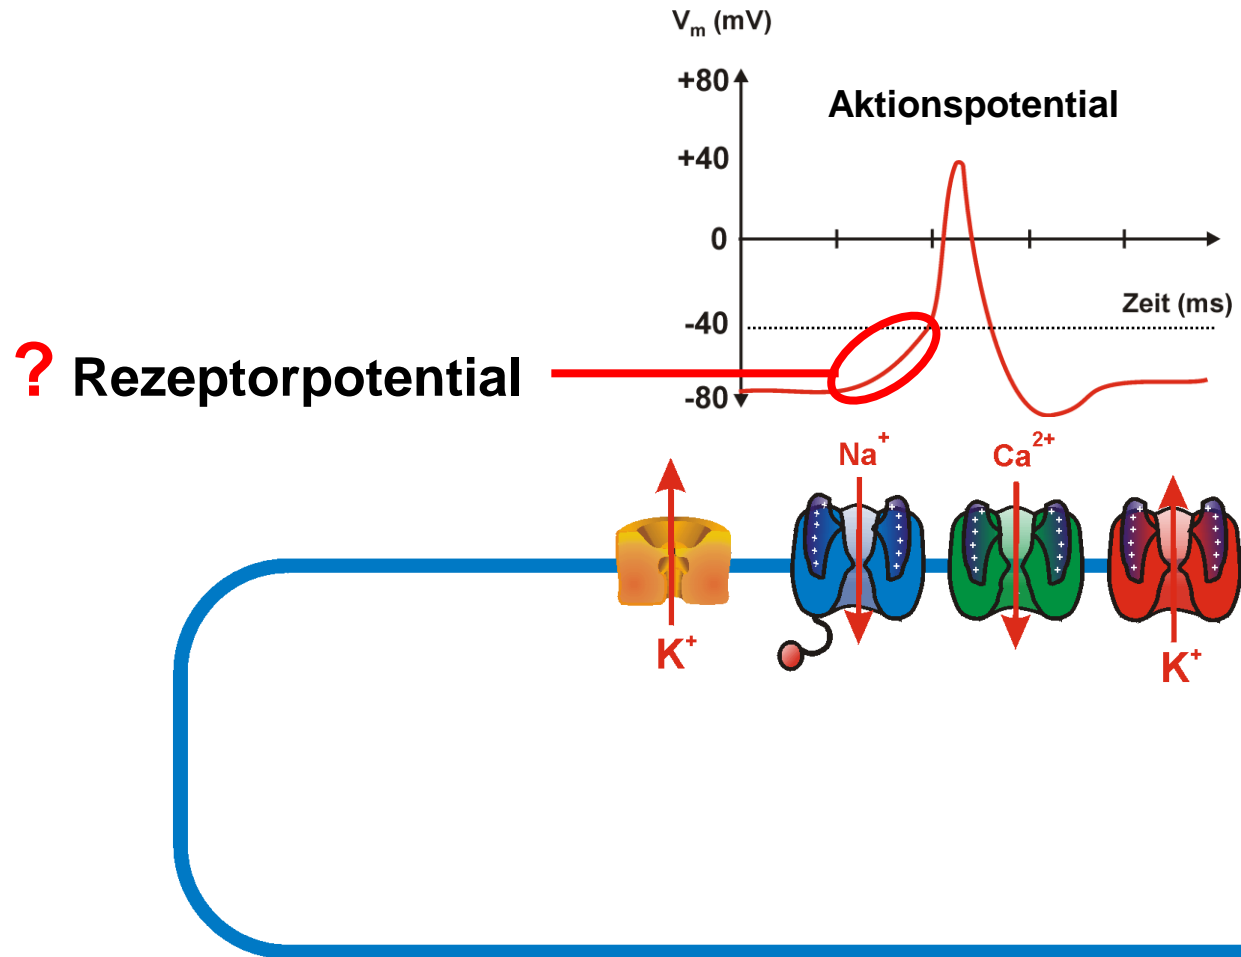 Vm (mV)
+80
Aktionspotential
+40
0
Zeit (ms)
-40
? Rezeptorpotential
-80
Na+
Ca2+
K+
K+